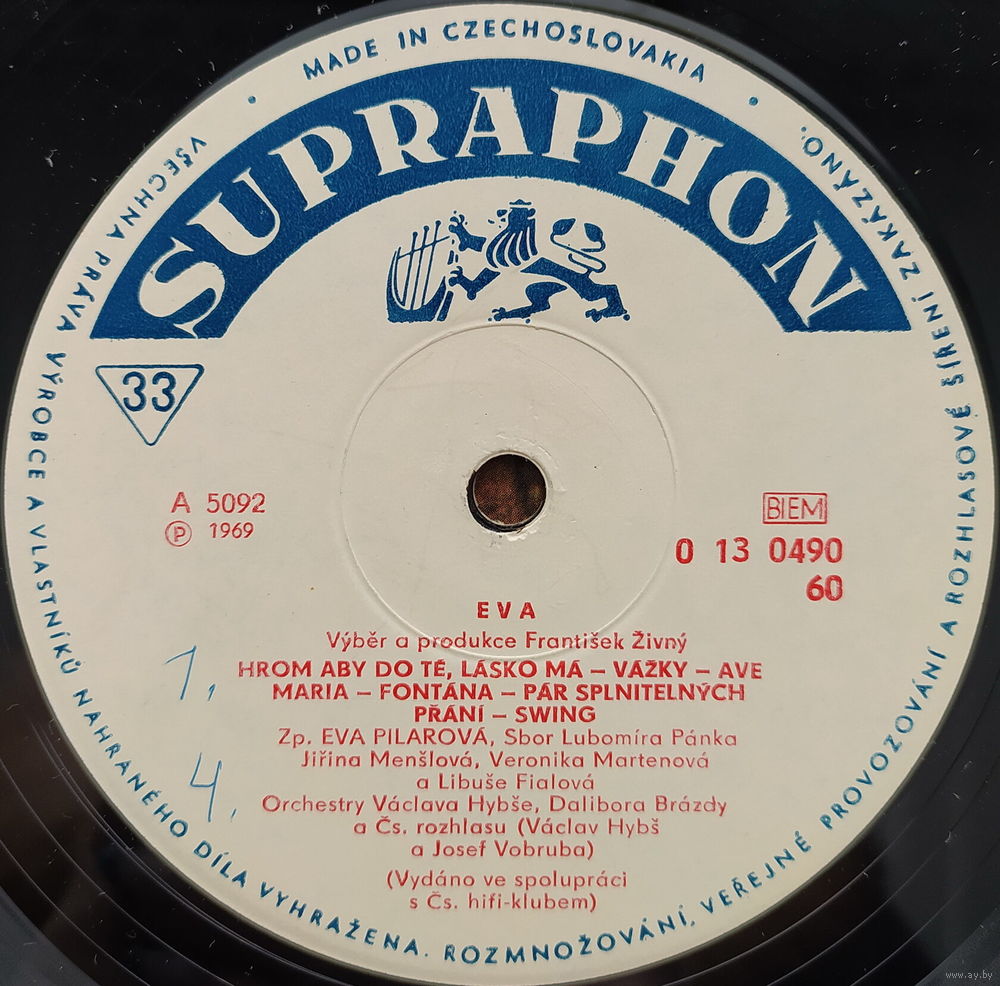 MADE IN CZECHOSLOVAKIA
SUPRAPHON
VŠECHNA PRÁVA VÝROBCE A VLASTNÍKŮ NAHRANÉHO DÍLA VYHRAŽENA. ROZMNOŽOVÁNÍ, VEŘEJNÉ PROVOZOVÁNÍ A ROZHLASOVÉ ŠÍŘENÍ ZAKÁZÁNO.
33
A 5092
Ⓟ 1969
BIEM
0 13 0490
60
EVA
Výběr a produkce František Živný
HROM ABY DO TĚ, LÁSKO MÁ – VÁŽKY – AVE
MARIA – FONTÁNA – PÁR SPLNITELNÝCH
PŘÁNÍ – SWING
Zp. EVA PILAROVÁ, Sbor Lubomíra Pánka
Jiřina Menšlová, Veronika Martenová
a Libuše Fialová
Orchestry Václava Hybše, Dalibora Brázdy
a Čs. rozhlasu (Václav Hybš
a Josef Vobruba)
(Vydáno ve spolupráci
s Čs. hifi-klubem)
1.
4.
www.ay.by